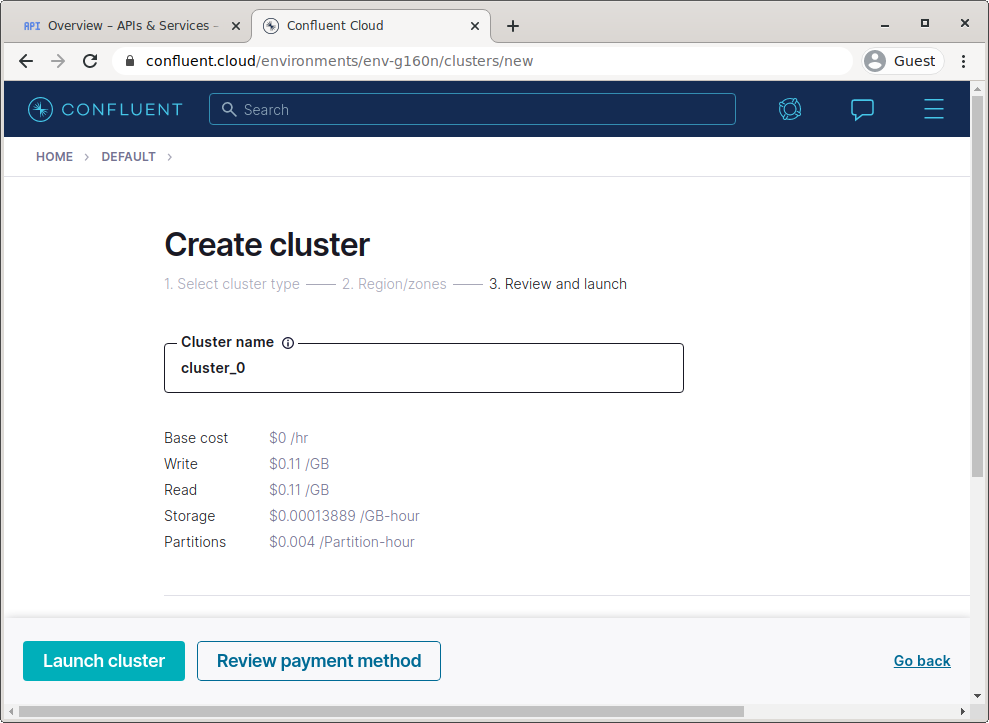 API Overview – APIs & Services – Confluent Cloud
confluent.cloud/environments/env-g160n/clusters/new Guest
CONFLUENT Search
HOME DEFAULT
Create cluster
1. Select cluster type 2. Region/zones 3. Review and launch
Cluster name
cluster_0
Base cost $0 /hr
Write $0.11 /GB
Read $0.11 /GB
Storage $0.00013889 /GB-hour
Partitions $0.004 /Partition-hour
Launch cluster Review payment method Go back